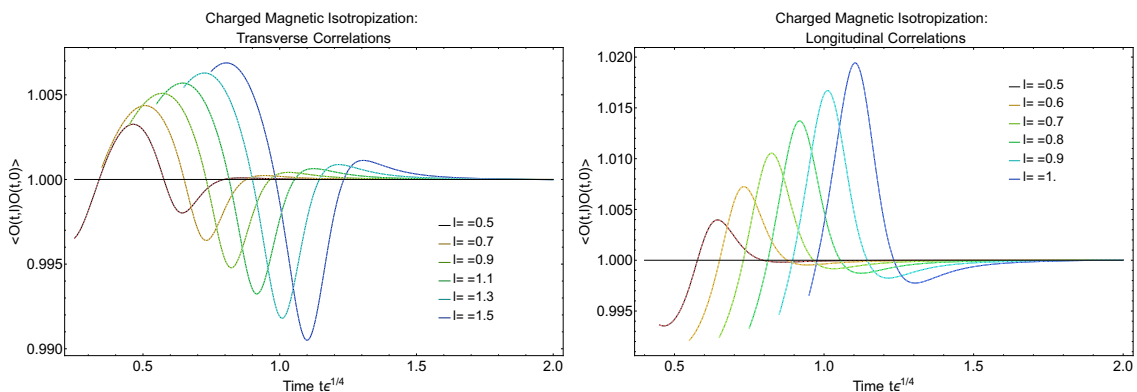 Charged Magnetic Isotropization:
Transverse Correlations
<O(t,l)O(t,0)>
1.005
1.000
0.995
0.990
0.5
1.0
1.5
2.0
Time tϵ^{1/4}
l= =0.5
l= =0.7
l= =0.9
l= =1.1
l= =1.3
l= =1.5
Charged Magnetic Isotropization:
Longitudinal Correlations
<O(t,l)O(t,0)>
1.020
1.015
1.010
1.005
1.000
0.995
0.5
1.0
1.5
2.0
Time tϵ^{1/4}
l= =0.5
l= =0.6
l= =0.7
l= =0.8
l= =0.9
l= =1.